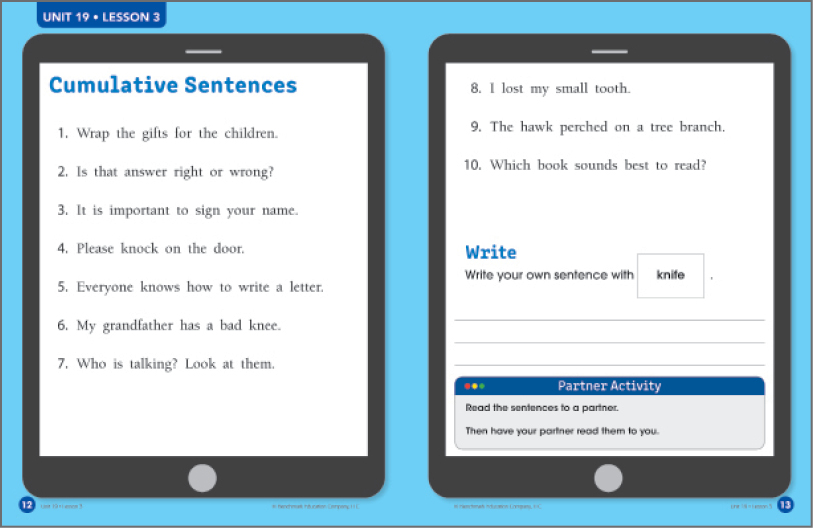 UNIT 19 • LESSON 3
Cumulative Sentences
1. Wrap the gifts for the children.
2. Is that answer right or wrong?
3. It is important to sign your name.
4. Please knock on the door.
5. Everyone knows how to write a letter.
6. My grandfather has a bad knee.
7. Who is talking? Look at them.
12 Unit 19 • Lesson 3
© Benchmark Education Company, LLC
8. I lost my small tooth.
9. The hawk perched on a tree branch.
10. Which book sounds best to read?
Write
Write your own sentence with knife .
Partner Activity
Read the sentences to a partner.
Then have your partner read them to you.
© Benchmark Education Company, LLC
Unit 19 • Lesson 3 13